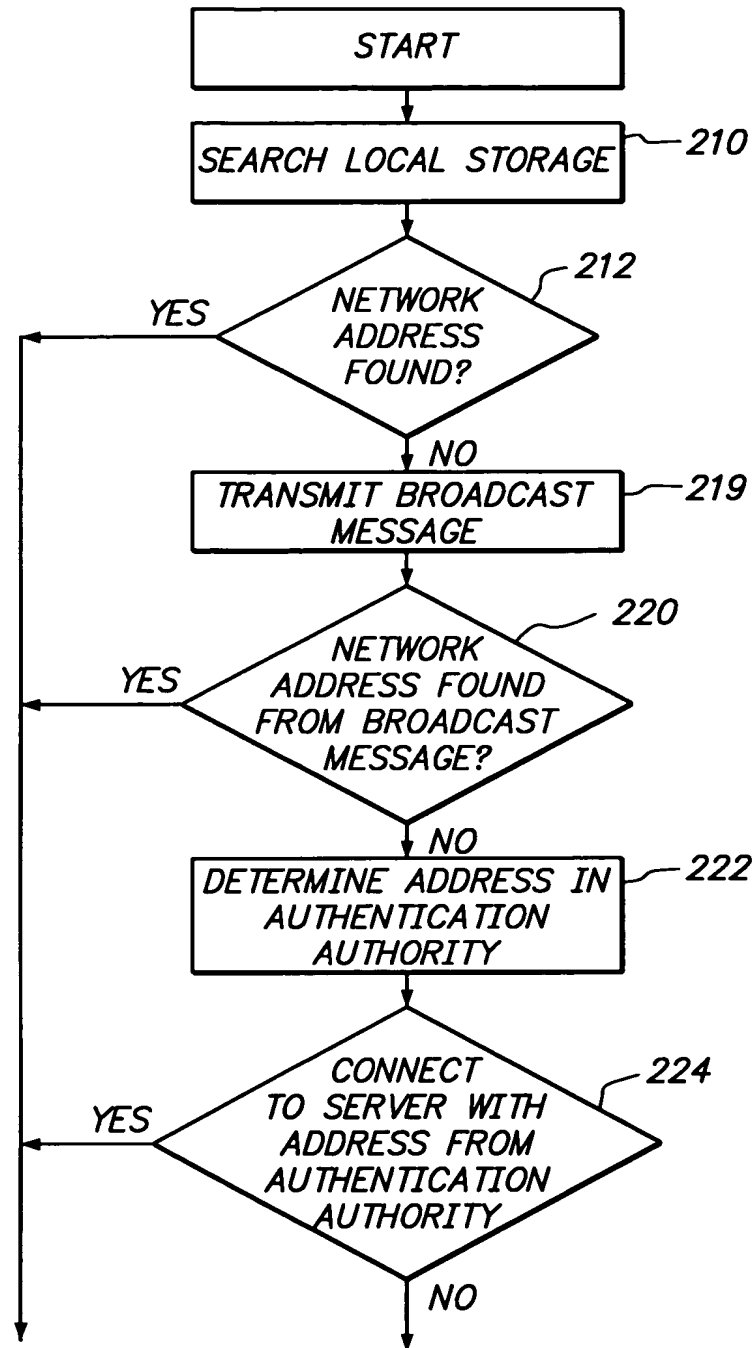 START
SEARCH LOCAL STORAGE
210
212
NETWORK
ADDRESS
FOUND?
YES
NO
TRANSMIT BROADCAST
MESSAGE
219
220
NETWORK
ADDRESS FOUND
FROM BROADCAST
MESSAGE?
YES
NO
DETERMINE ADDRESS IN
AUTHENTICATION
AUTHORITY
222
224
CONNECT
TO SERVER WITH
ADDRESS FROM
AUTHENTICATION
AUTHORITY
YES
NO